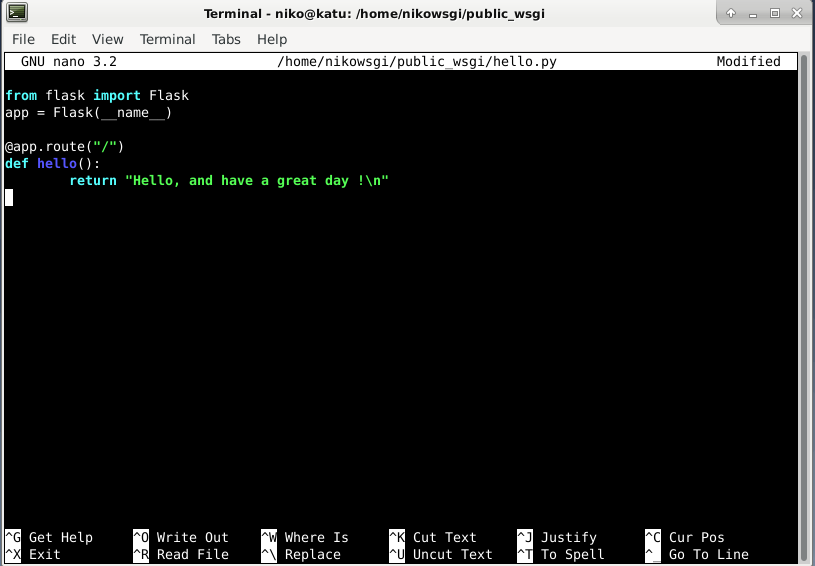 Terminal - niko@katu: /home/nikowsgi/public_wsgi
File Edit View Terminal Tabs Help
GNU nano 3.2 /home/nikowsgi/public_wsgi/hello.py Modified
from flask import Flask
app = Flask(__name__)
@app.route("/")
def hello():
        return "Hello, and have a great day !\n"
^G Get Help ^O Write Out ^W Where Is ^K Cut Text ^J Justify ^C Cur Pos
^X Exit ^R Read File ^\ Replace ^U Uncut Text ^T To Spell ^_ Go To Line